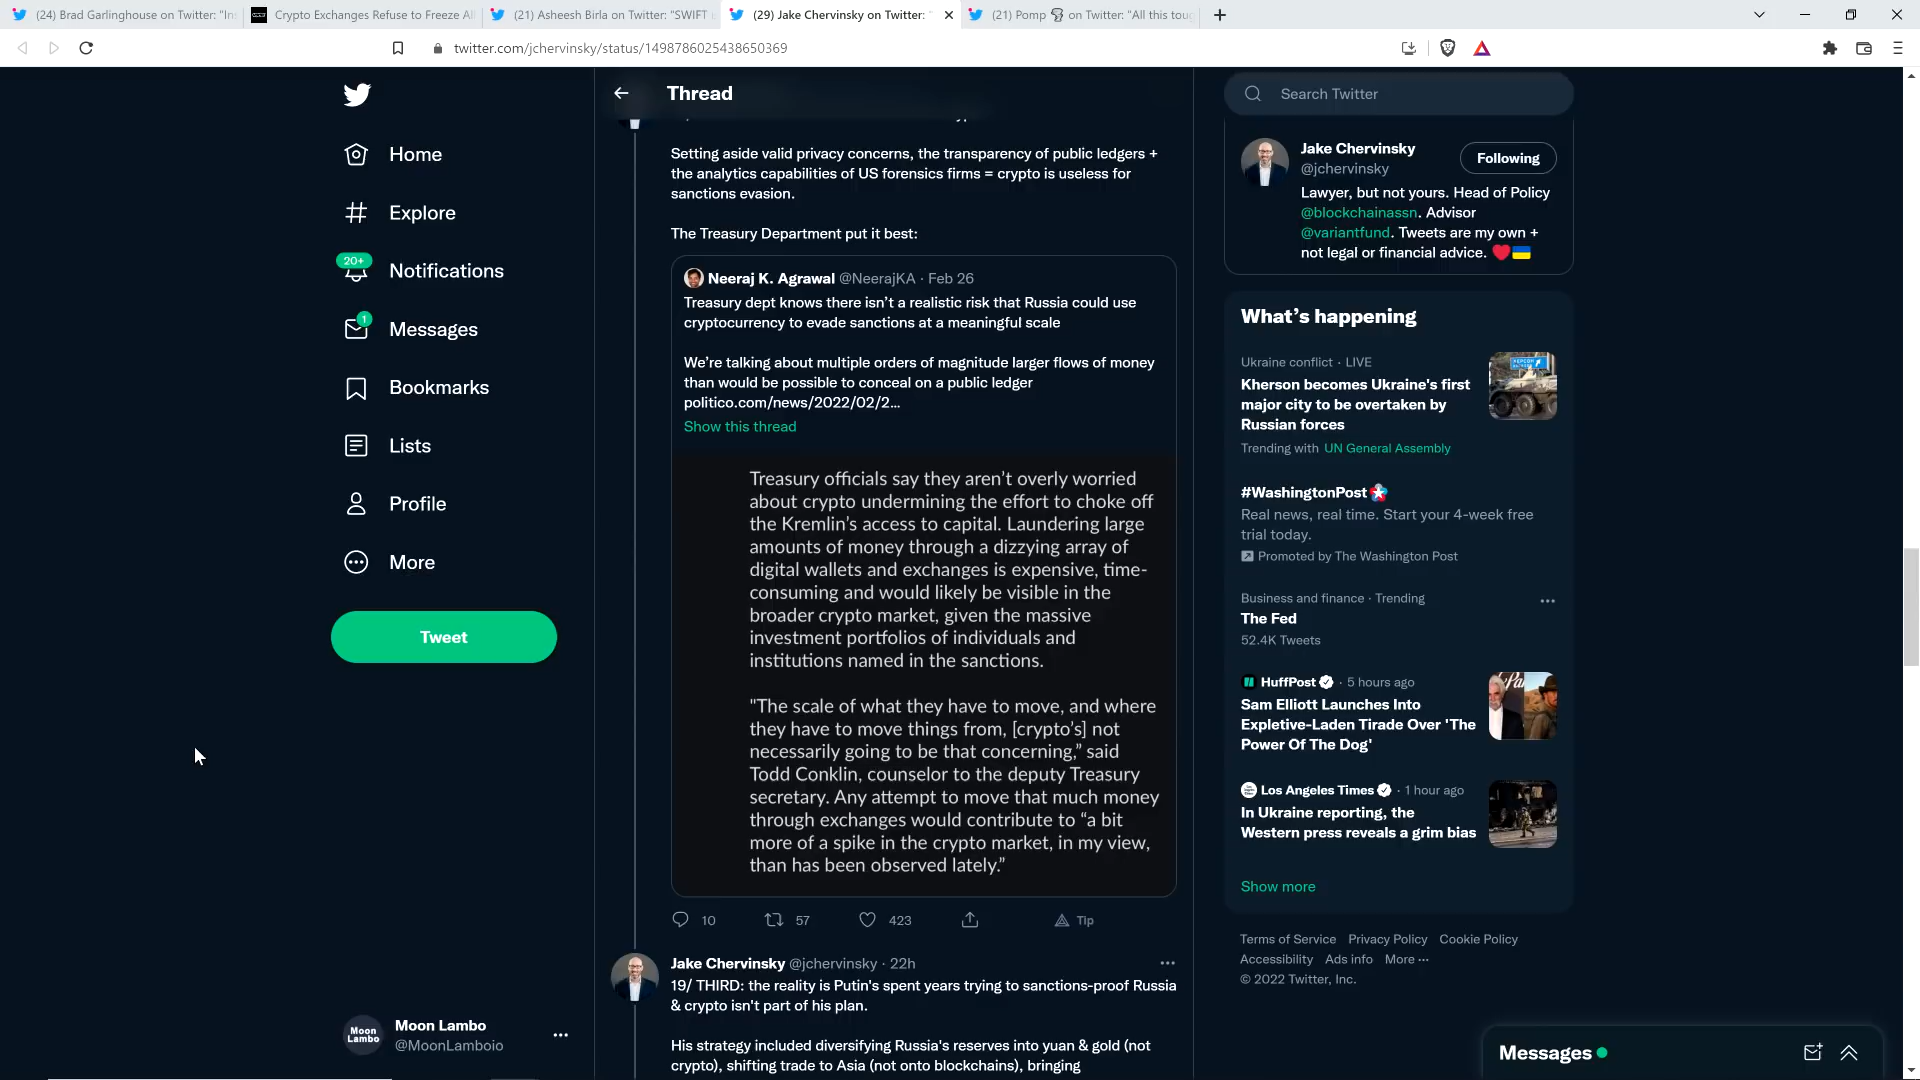 (24) Brad Garlinghouse on Twitter: "In
Crypto Exchanges Refuse to Freeze Al
(21) Asheesh Birla on Twitter: "SWIFT
(29) Jake Chervinsky on Twitter: "
(21) Pomp 🌪 on Twitter: "All this toug
twitter.com/jchervinsky/status/1498786025438650369
Home
Explore
20+
Notifications
1
Messages
Bookmarks
Lists
Profile
More
Tweet
Moon Lambo
Moon Lambo
@MoonLamboio
Thread
Setting aside valid privacy concerns, the transparency of public ledgers +
the analytics capabilities of US forensics firms = crypto is useless for
sanctions evasion.
The Treasury Department put it best:
Neeraj K. Agrawal @NeerajKA · Feb 26
Treasury dept knows there isn't a realistic risk that Russia could use
cryptocurrency to evade sanctions at a meaningful scale
We're talking about multiple orders of magnitude larger flows of money
than would be possible to conceal on a public ledger
politico.com/news/2022/02/2...
Show this thread
Treasury officials say they aren't overly worried
about crypto undermining the effort to choke off
the Kremlin's access to capital. Laundering large
amounts of money through a dizzying array of
digital wallets and exchanges is expensive, time-
consuming and would likely be visible in the
broader crypto market, given the massive
investment portfolios of individuals and
institutions named in the sanctions.
"The scale of what they have to move, and where
they have to move things from, [crypto's] not
necessarily going to be that concerning," said
Todd Conklin, counselor to the deputy Treasury
secretary. Any attempt to move that much money
through exchanges would contribute to "a bit
more of a spike in the crypto market, in my view,
than has been observed lately."
10 57 423 Tip
Jake Chervinsky @jchervinsky · 22h
19/ THIRD: the reality is Putin's spent years trying to sanctions-proof Russia
& crypto isn't part of his plan.
His strategy included diversifying Russia's reserves into yuan & gold (not
crypto), shifting trade to Asia (not onto blockchains), bringing
Search Twitter
Jake Chervinsky
@jchervinsky
Following
Lawyer, but not yours. Head of Policy
@blockchainassn. Advisor
@variantfund. Tweets are my own +
not legal or financial advice. ❤️🇺🇦
What's happening
Ukraine conflict · LIVE
Kherson becomes Ukraine's first
major city to be overtaken by
Russian forces
Trending with UN General Assembly
#WashingtonPost
Real news, real time. Start your 4-week free
trial today.
Promoted by The Washington Post
Business and finance · Trending
The Fed
52.4K Tweets
HuffPost · 5 hours ago
Sam Elliott Launches Into
Expletive-Laden Tirade Over 'The
Power Of The Dog'
Los Angeles Times · 1 hour ago
In Ukraine reporting, the
Western press reveals a grim bias
Show more
Terms of Service Privacy Policy Cookie Policy
Accessibility Ads info More ···
© 2022 Twitter, Inc.
Messages